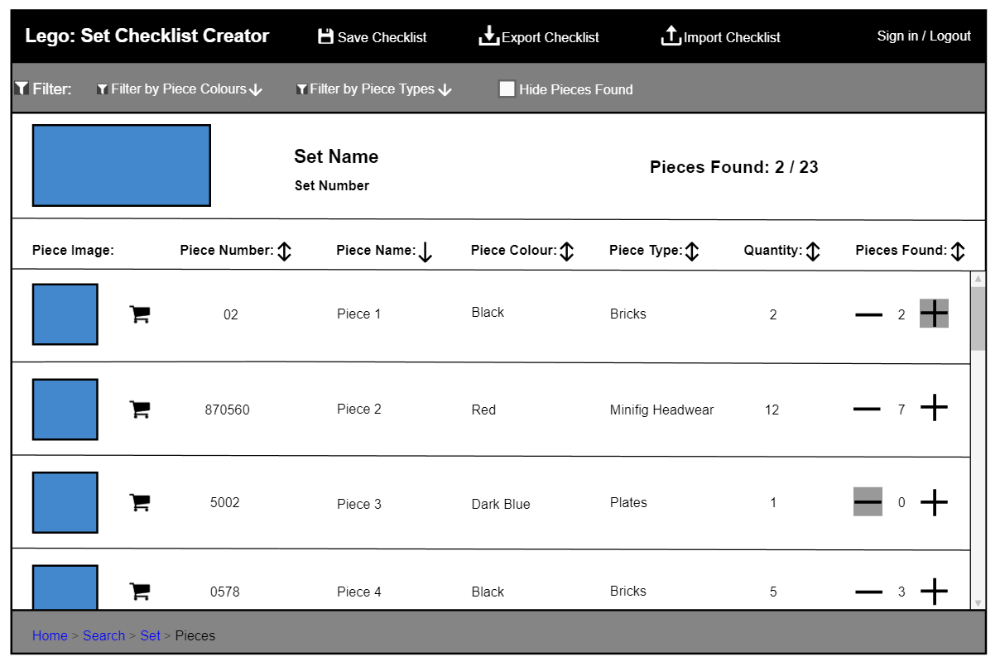 Lego: Set Checklist Creator Save Checklist Export Checklist Import Checklist Sign in / Logout
Filter: Filter by Piece Colours Filter by Piece Types Hide Pieces Found
Set Name
Set Number
Pieces Found: 2 / 23
Piece Image: Piece Number: Piece Name: Piece Colour: Piece Type: Quantity: Pieces Found:
02 Piece 1 Black Bricks 2 2
870560 Piece 2 Red Minifig Headwear 12 7
5002 Piece 3 Dark Blue Plates 1 0
0578 Piece 4 Black Bricks 5 3
Home > Search > Set > Pieces